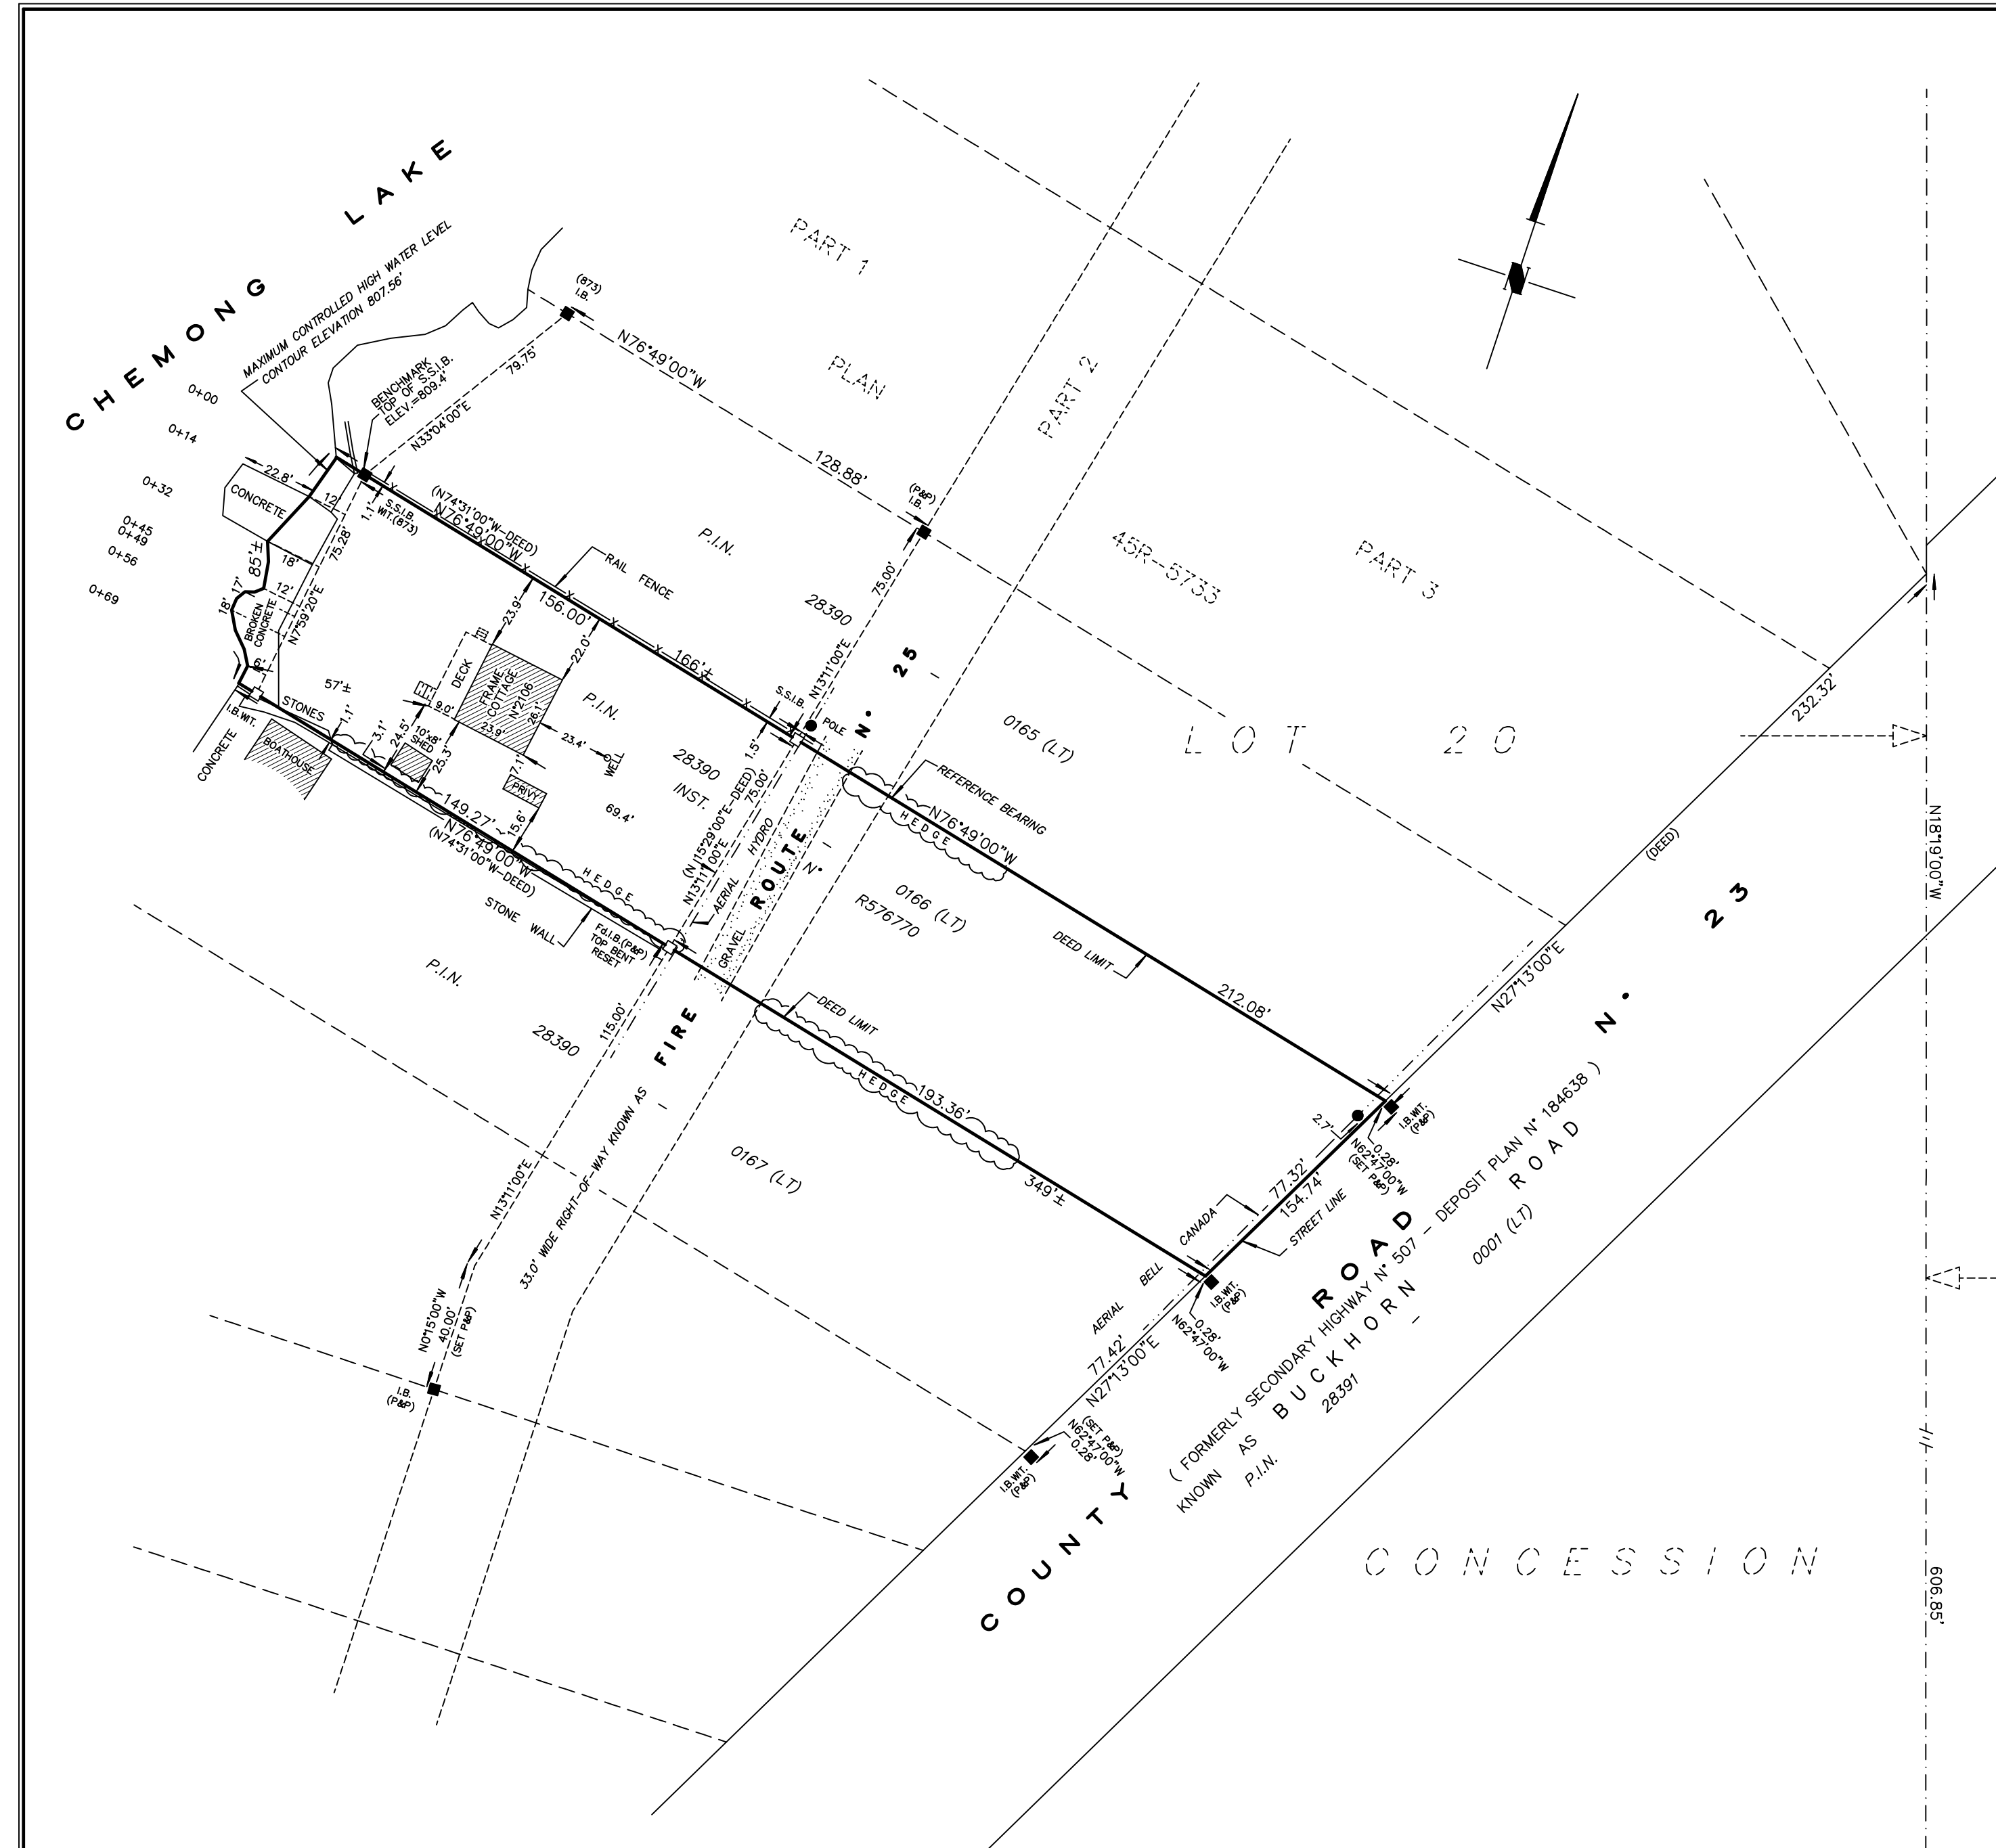 CHEMONG LAKE
MAXIMUM CONTROLLED HIGH WATER LEVEL
CONTOUR ELEVATION 807.56'
0+00
0+14
0+32
0+45
0+49
0+56
0+69
BENCHMARK
TOP OF S.S.I.B.
ELEV.=809.4'
(873)
I.B.
79.75'
N33°04'00"E
N76°49'00"W
128.88'
PART 1
PLAN
PART 2
45R-5733
PART 3
(P&P)
I.B.
75.00'
N13°11'00"E
22.8'
CONCRETE
12'
1.1'
S.S.I.B.
WIT.(873)
75.28'
N7°59'20"E
85'±
18'
17'
12'
18'
BROKEN
CONCRETE
6'
(N74°31'00"W-DEED)
N76°49'00"W
RAIL FENCE
156.00'
166'±
P.I.N.
28390
0165 (LT)
23.9'
22.0'
DECK
FRAME
COTTAGE
N°2106
26.1'
23.9'
9.0'
23.4'
WELL
P.I.N.
28390
INST.
57'±
STONES
I.B.WIT.
CONCRETE
BOATHOUSE
1.1'
3.1'
24.5'
10'x8'
SHED
25.3'
7.1'
PRIVY
15.6'
69.4'
149.27'
N76°49'00"W
(N74°31'00"W-DEED)
HEDGE
STONE WALL
Fd.I.B.(P&P)
TOP BENT
RESET
S.S.I.B.
POLE
1.5'
75.00'
(N15°29'00"E-DEED)
N13°11'00"E
AERIAL HYDRO
GRAVEL
FIRE ROUTE N° 25
N°
0166 (LT)
R576770
REFERENCE BEARING
N76°49'00"W
HEDGE
DEED LIMIT
212.08'
LOT 20
232.32'
(DEED)
N18°19'00"W
N27°13'00"E
DEED LIMIT
HEDGE
193.36'
349'±
P.I.N.
28390
0167 (LT)
115.00'
N13°11'00"E
33.0' WIDE RIGHT-OF WAY KNOWN AS
N0°15'00"W
40.00'
(SET P&P)
I.B.
(P&P)
2.7'
I.B.WIT.
(P&P)
0.28'
N62°47'00"W
(SET P&P)
77.32'
154.74'
STREET LINE
AERIAL BELL CANADA
I.B.WIT.
(P&P)
0.28'
N62°47'00"W
77.42'
N27°13'00"E
(SET P&P)
N62°47'00"W
0.28'
I.B.WIT.
(P&P)
COUNTY ROAD N° 23
( FORMERLY SECONDARY HIGHWAY N° 507 - DEPOSIT PLAN N° 184638 )
KNOWN AS BUCKHORN ROAD
P.I.N. 28391 - 0001 (LT)
CONCESSION
606.85'